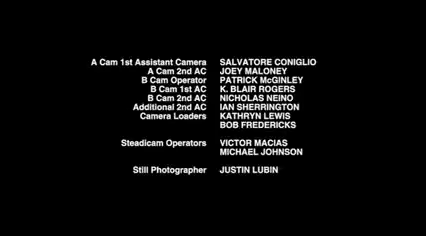 A Cam 1st Assistant Camera SALVATORE CONIGLIO
A Cam 2nd AC JOEY MALONEY
B Cam Operator PATRICK McGINLEY
B Cam 1st AC K. BLAIR ROGERS
B Cam 2nd AC NICHOLAS NEINO
Additional 2nd AC IAN SHERRINGTON
Camera Loaders KATHRYN LEWIS
BOB FREDERICKS
Steadicam Operators VICTOR MACIAS
MICHAEL JOHNSON
Still Photographer JUSTIN LUBIN